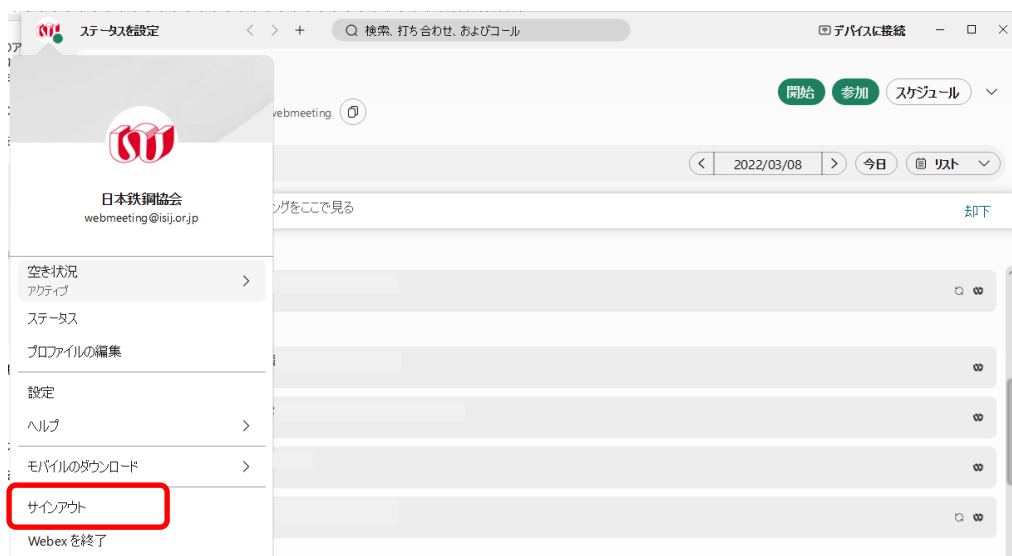 ステータスを設定
検索、打ち合わせ、およびコール
デバイスに接続
開始
参加
スケジュール
webmeeting
2022/03/08
今日
リスト
日本鉄鋼協会
webmeeting@isij.or.jp
ングをここで見る
却下
空き状況
アクティブ
ステータス
プロファイルの編集
設定
ヘルプ
モバイルのダウンロード
サインアウト
Webex を終了